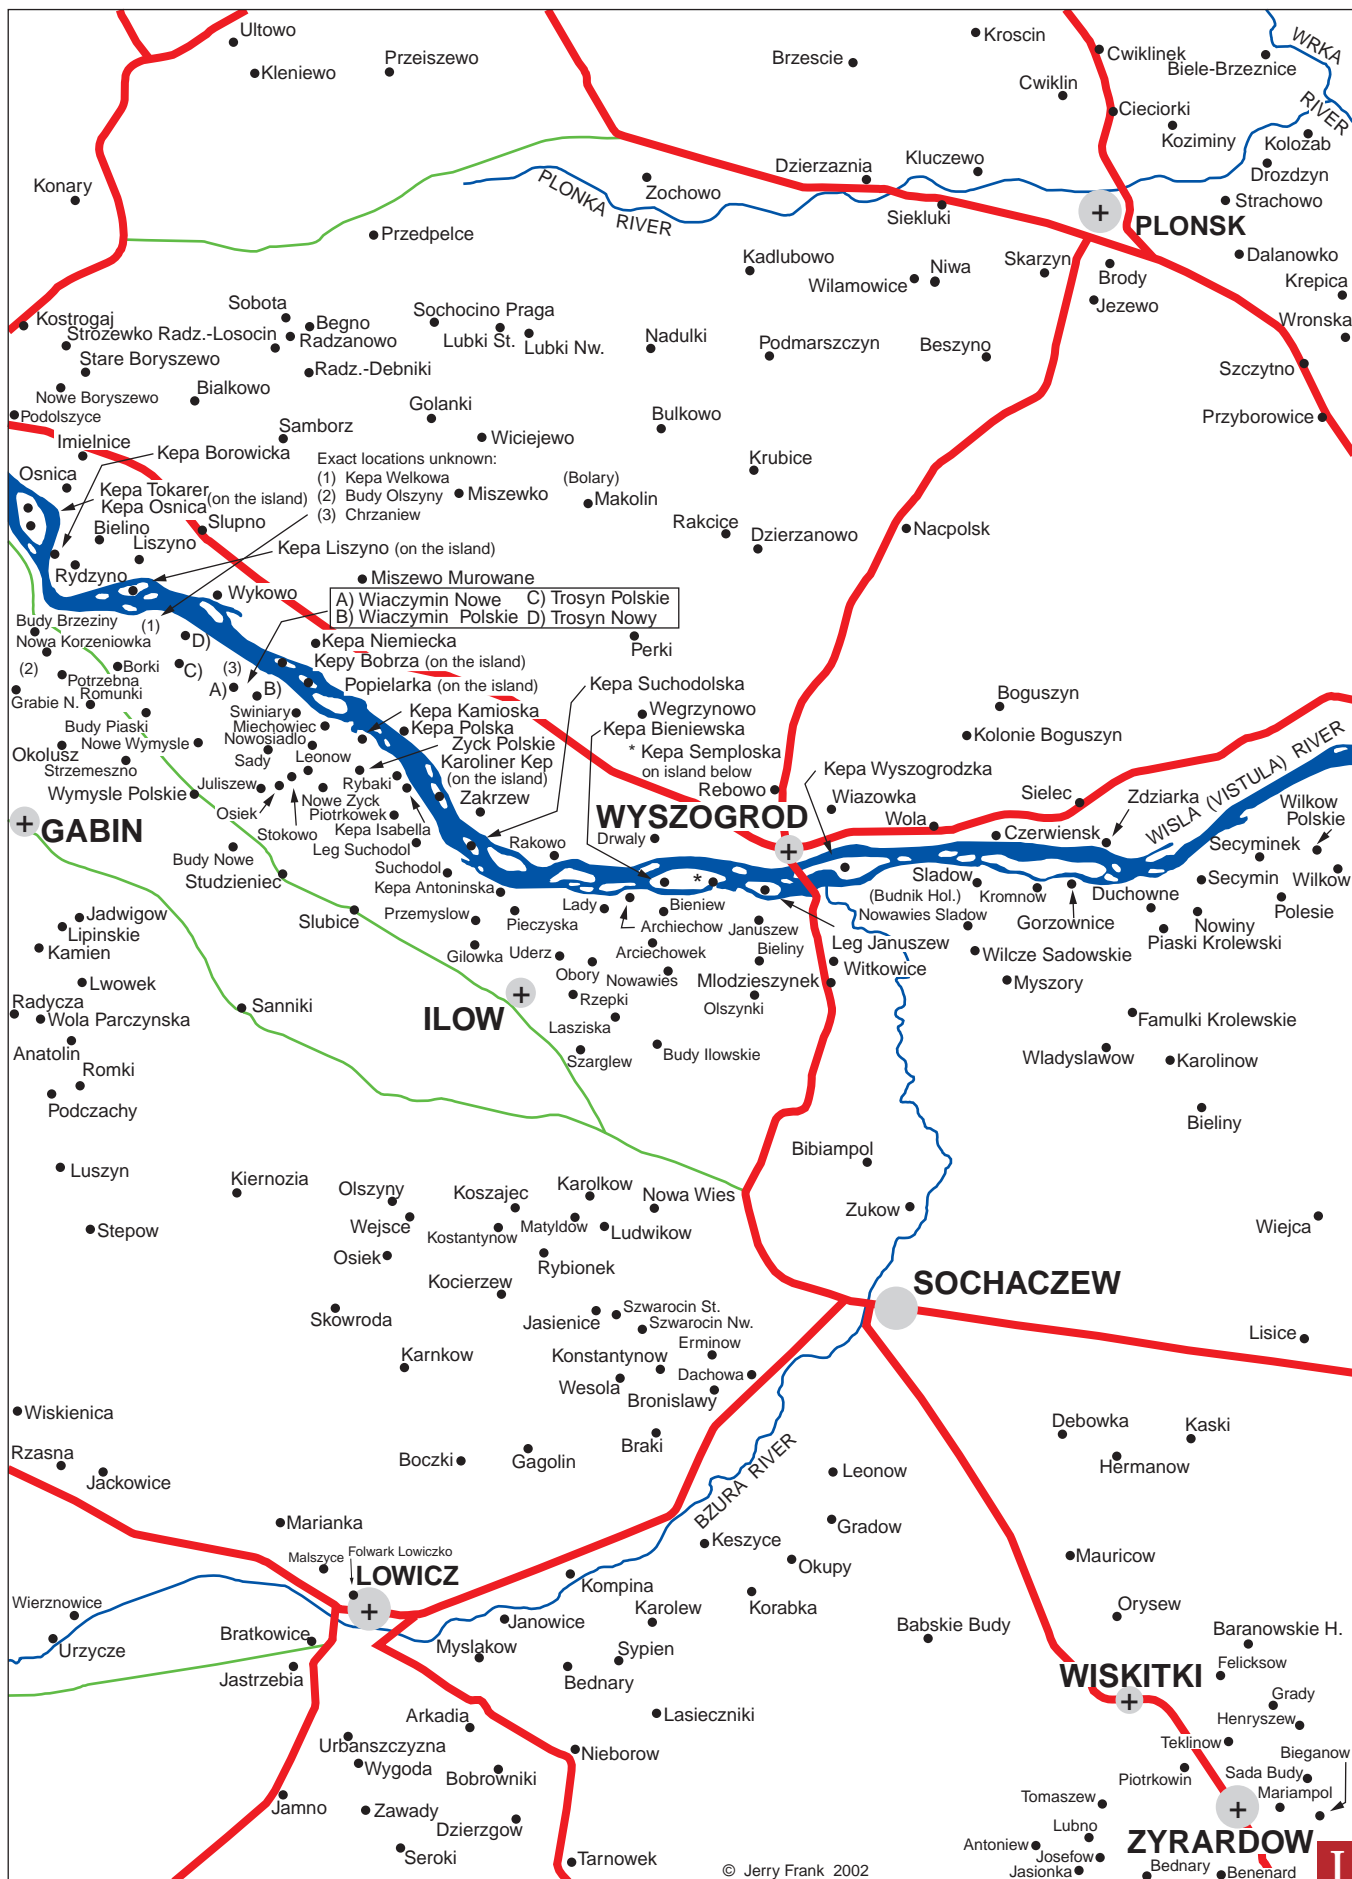 Ultowo
Kleniewo
Przeiszewo
Brzescie
Kroscin
Cwiklinek
Biele-Brzeznice
WRKA
RIVER
Cwiklin
Cieciorki
Koziminy
Kolozab
Drozdzyn
Strachowo
Konary
Dzierzaznia
Kluczewo
Zochowo
PLONKA RIVER
Siekluki
PLONSK
Przedpelce
Kadlubowo
Wilamowice
Niwa
Skarzyn
Brody
Dalanowko
Krepica
Jezewo
Wronska
Kostrogaj
Sobota
Begno
Sochocino Praga
Strozewko Radz.-Losocin
Radzanowo
Lubki St.
Lubki Nw.
Nadulki
Podmarszczyn
Beszyno
Stare Boryszewo
Radz.-Debniki
Szczytno
Nowe Boryszewo
Bialkowo
Podolszyce
Golanki
Bulkowo
Przyborowice
Imielnice
Samborz
Wiciejewo
Kepa Borowicka
Exact locations unknown:
(1) Kepa Welkowa
(2) Budy Olszyny
(3) Chrzaniew
Krubice
Osnica
Kepa Tokarer
Kepa Osnica
(on the island)
Miszewko
(Bolary)
Makolin
Bielino
Slupno
Rakcice
Dzierzanowo
Nacpolsk
Liszyno
Kepa Liszyno (on the island)
Rydzyno
Wykowo
Miszewo Murowane
A) Wiaczymin Nowe C) Trosyn Polskie
B) Wiaczymin Polskie D) Trosyn Nowy
Budy Brzeziny
(1)
Nowa Korzeniowka
D)
Kepa Niemiecka
Perki
(2)
Borki
C)
(3)
Kepy Bobrza (on the island)
Potrzebna
Grabie N.
Romunki
A)
B)
Popielarka (on the island)
Kepa Suchodolska
Boguszyn
Budy Piaski
Swiniary
Miechowiec
Kepa Kamioska
Wegrzynowo
Kepa Bieniewska
Kolonie Boguszyn
Okolusz
Nowe Wymysle
Nowosiadlo
Kepa Polska
* Kepa Semploska
on island below
Strzemeszno
Sady
Leonow
Zyck Polskie
Karoliner Kep
(on the island)
Kepa Wyszogrodzka
WISLA (VISTULA) RIVER
Wymysle Polskie
Juliszew
Rybaki
Rebowo
Sielec
Zdziarka
Wilkow
Polskie
Osiek
Nowe Zyck
Piotrkowek
Zakrzew
WYSZOGROD
Wiazowka
GABIN
Stokowo
Kepa Isabella
Wola
Czerwiensk
Drwaly
Leg Suchodol
Rakowo
Secyminek
Budy Nowe
Suchodol
Studzieniec
Kepa Antoninska
*
Sladow
(Budnik Hol.)
Kromnow
Duchowne
Secymin
Wilkow
Slubice
Przemyslow
Pieczyska
Lady
Bieniew
Nowawies Sladow
Gorzownice
Polesie
Jadwigow
Archiechow
Januszew
Nowiny
Lipinskie
Leg Januszew
Piaski Krolewski
Kamien
Gilowka
Uderz
Arciechowek
Bieliny
Wilcze Sadowskie
Obory
Nowawies
Mlodzieszynek
Witkowice
Lwowek
Rzepki
Olszynki
Myszory
Radycza
Wola Parczynska
Sanniki
ILOW
Lasziska
Famulki Krolewskie
Anatolin
Szarglew
Budy Ilowskie
Wladyslawow
Karolinow
Romki
Podczachy
Bieliny
Bibiampol
Luszyn
Kiernozia
Olszyny
Koszajec
Karolkow
Nowa Wies
Zukow
Wejsce
Kostantynow
Matyldow
Ludwikow
Wiejca
Stepow
Osiek
Rybionek
Kocierzew
SOCHACZEW
Skowroda
Jasienice
Szwarocin St.
Szwarocin Nw.
Lisice
Erminow
Karnkow
Konstantynow
Wesola
Dachowa
Bronislawy
Wiskienica
Debowka
Kaski
Rzasna
Braki
BZURA RIVER
Boczki
Gagolin
Leonow
Hermanow
Jackowice
Marianka
Gradow
Keszyce
Malszyce
Folwark Lowiczko
Okupy
Mauricow
LOWICZ
Kompina
Wierznowice
Janowice
Karolew
Korabka
Orysew
Urzycze
Bratkowice
Myslakow
Sypien
Babskie Budy
Baranowskie H.
Jastrzebia
Bednary
Felicksow
WISKITKI
Arkadia
Lasieczniki
Grady
Henryszew
Urbanszczyzna
Nieborow
Teklinow
Bieganow
Wygoda
Bobrowniki
Piotrkowin
Sada Budy
Mariampol
Jamno
Zawady
Tomaszew
Dzierzgow
Lubno
ZYRARDOW
Seroki
Antoniew
Josefow
Tarnowek
Jasionka
Bednary
Benenard
© Jerry Frank 2002